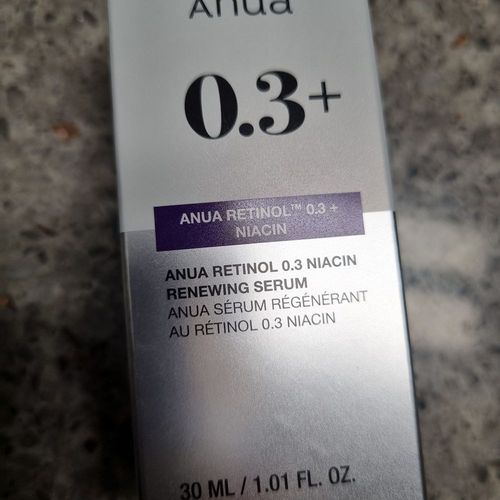 Anua
0.3+
ANUA RETINOL™ 0.3 +
NIACIN
ANUA RETINOL 0.3 NIACIN
RENEWING SERUM
ANUA SÉRUM RÉGÉNÉRANT
AU RÉTINOL 0.3 NIACIN
30 ML / 1.01 FL. OZ.